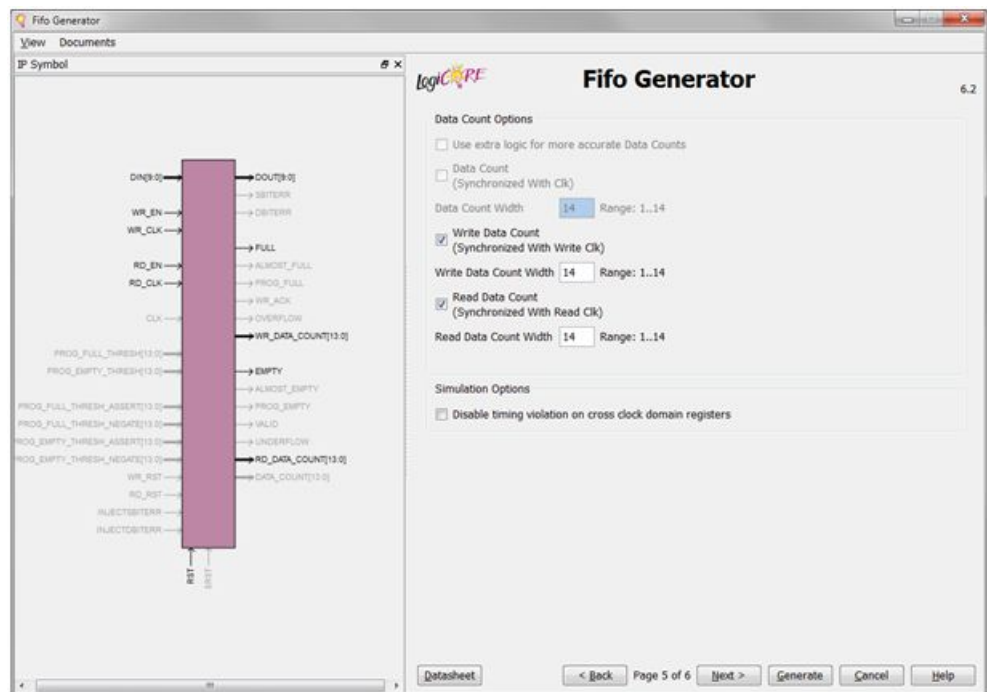 Fifo Generator
View Documents
IP Symbol
DIN[9:0]
WR_EN
WR_CLK
RD_EN
RD_CLK
CLK
PROG_FULL_THRESH[13:0]
PROG_EMPTY_THRESH[13:0]
PROG_FULL_THRESH_ASSERT[13:0]
PROG_FULL_THRESH_NEGATE[13:0]
PROG_EMPTY_THRESH_ASSERT[13:0]
PROG_EMPTY_THRESH_NEGATE[13:0]
WR_RST
RD_RST
INJECTSBITERR
INJECTDBITERR
RST
SRST
DOUT[9:0]
SBITERR
DBITERR
FULL
ALMOST_FULL
PROG_FULL
WR_ACK
OVERFLOW
WR_DATA_COUNT[13:0]
EMPTY
ALMOST_EMPTY
PROG_EMPTY
VALID
UNDERFLOW
RD_DATA_COUNT[13:0]
DATA_COUNT[13:0]
LogiCORE
Fifo Generator
6.2
Data Count Options
Use extra logic for more accurate Data Counts
Data Count
(Synchronized With Clk)
Data Count Width 14 Range: 1..14
Write Data Count
(Synchronized With Write Clk)
Write Data Count Width 14 Range: 1..14
Read Data Count
(Synchronized With Read Clk)
Read Data Count Width 14 Range: 1..14
Simulation Options
Disable timing violation on cross clock domain registers
Datasheet < Back Page 5 of 6 Next > Generate Cancel Help